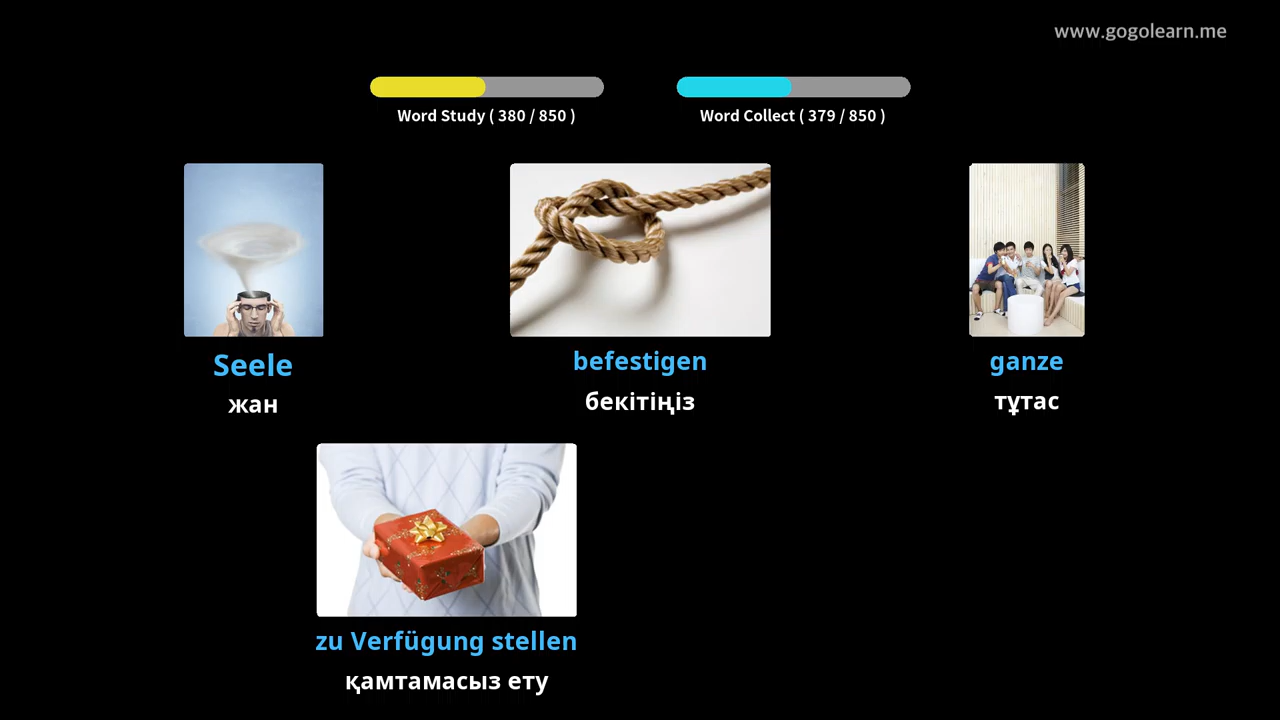 www.gogolearn.me
Word Study ( 380 / 850 )
Word Collect ( 379 / 850 )
Seele
жан
befestigen
бекітіңіз
ganze
тұтас
zu Verfügung stellen
қамтамасыз ету